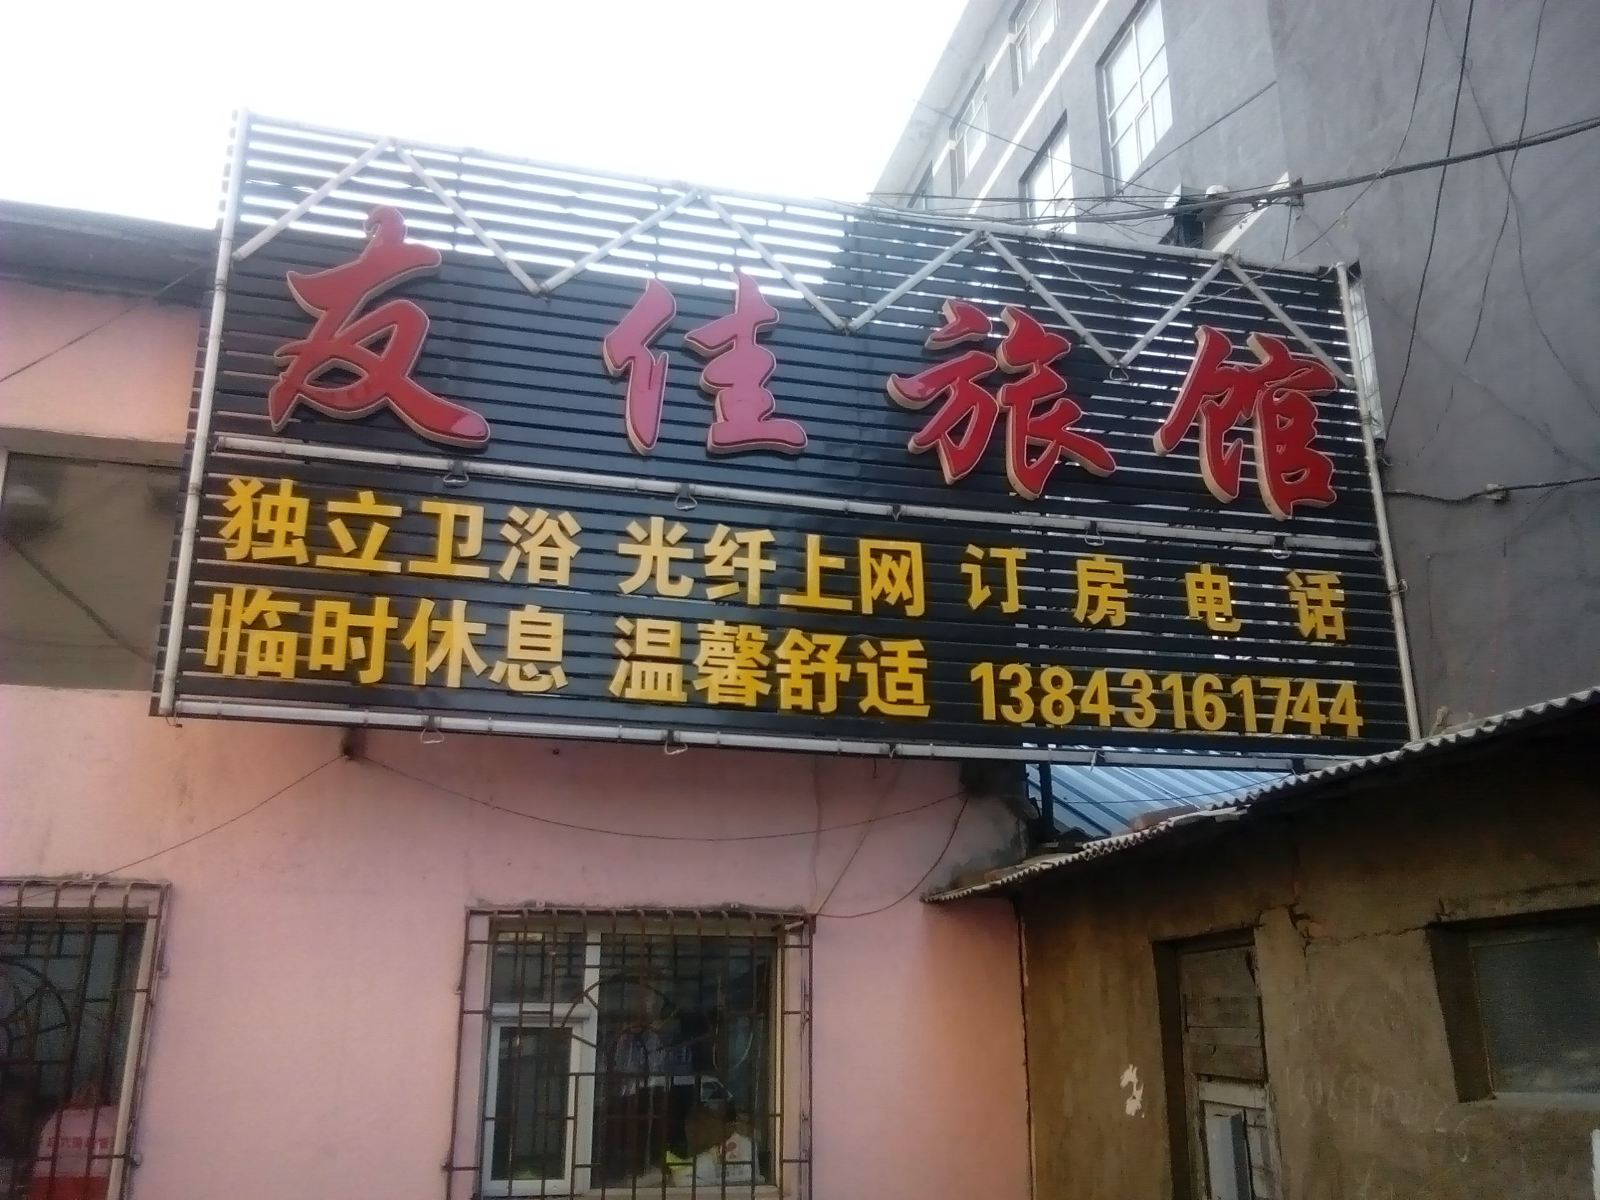 友佳旅馆
独立卫浴 光纤上网 订房电话
临时休息 温馨舒适 13843161744